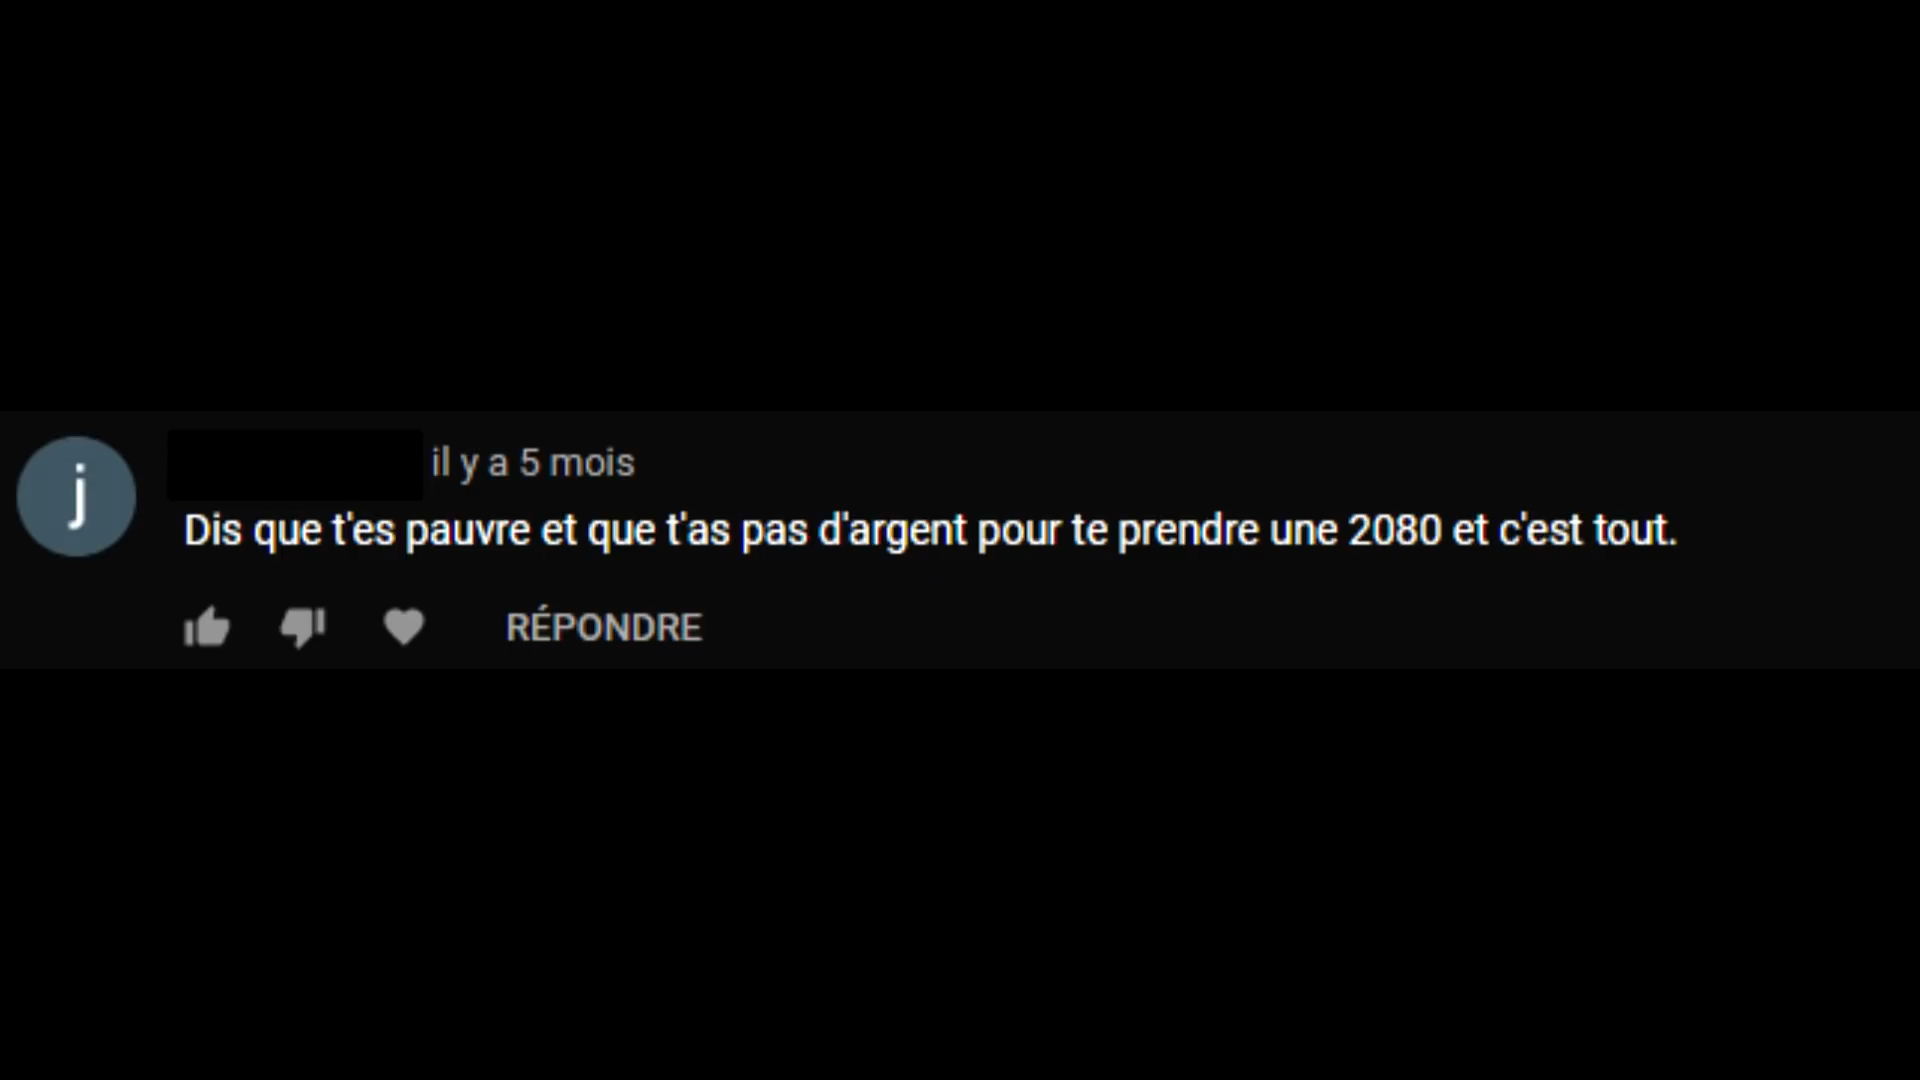 j
il y a 5 mois
Dis que t'es pauvre et que t'as pas d'argent pour te prendre une 2080 et c'est tout.
RÉPONDRE